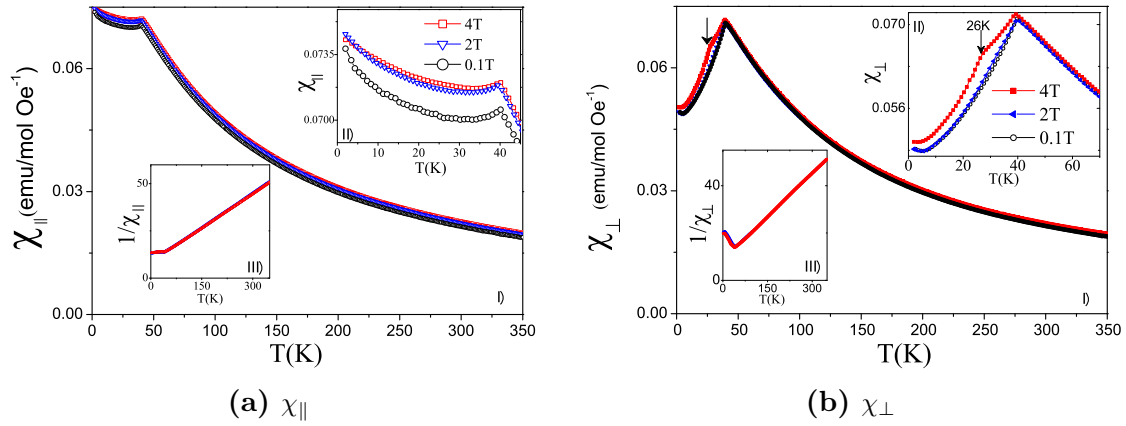 χ∥(emu/mol Oe⁻¹)
0.06
0.03
0.00
0
50
100
150
200
250
300
350
T(K)
I)
χ∥
0.0735
0.0700
4T
2T
0.1T
II)
0
10
20
30
40
T(K)
1/χ∥
50
0
0
150
300
T(K)
III)
(a) χ∥
χ⊥ (emu/mol Oe⁻¹)
0.06
0.03
0.00
0
50
100
150
200
250
300
350
T(K)
I)
χ⊥
0.070
0.056
II)
26K
4T
2T
0.1T
0
20
40
60
T(K)
1/χ⊥
40
0
0
150
300
T(K)
III)
(b) χ⊥